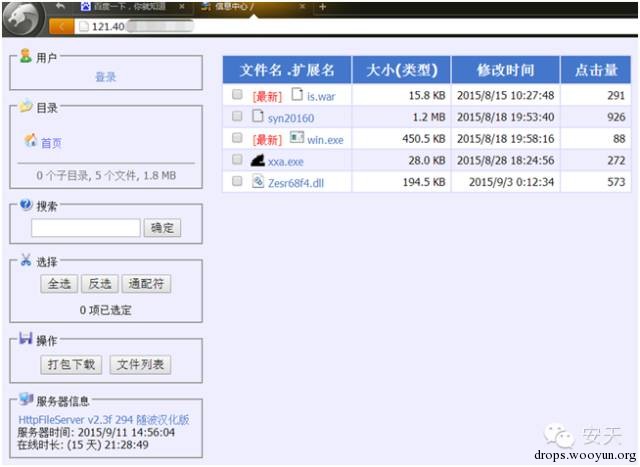 百度一下，你就知道
信息中心 /
121.40
用户
登录
目录
首页
0 个子目录, 5 个文件, 1.8 MB
搜索
确定
选择
全选 反选 通配符
0 项已选定
操作
打包下载 文件列表
服务器信息
HttpFileServer v2.3f 294 随波汉化版
服务器时间: 2015/9/11 14:56:04
在线时长: (15 天) 21:28:49
文件名 .扩展名 大小(类型) 修改时间 点击量
[最新] is.war 15.8 KB 2015/8/15 10:27:48 291
syn20160 1.2 MB 2015/8/18 19:53:40 926
[最新] win.exe 450.5 KB 2015/8/18 19:58:16 88
xxa.exe 28.0 KB 2015/8/28 18:24:56 272
Zesr68f4.dll 194.5 KB 2015/9/3 0:12:34 573
安天
drops.wooyun.org